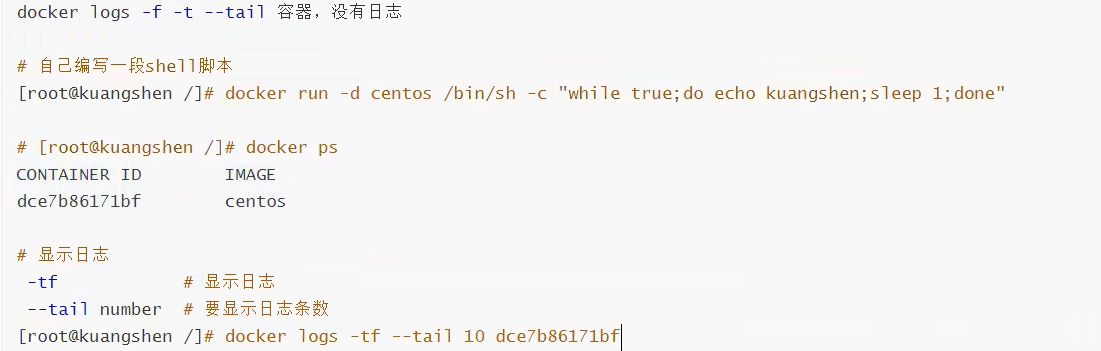 docker logs -f -t --tail 容器，没有日志
# 自己编写一段shell脚本
[root@kuangshen /]# docker run -d centos /bin/sh -c "while true;do echo kuangshen;sleep 1;done"
# [root@kuangshen /]# docker ps
CONTAINER ID        IMAGE
dce7b86171bf        centos
# 显示日志
-tf            # 显示日志
--tail number  # 要显示日志条数
[root@kuangshen /]# docker logs -tf --tail 10 dce7b86171bf